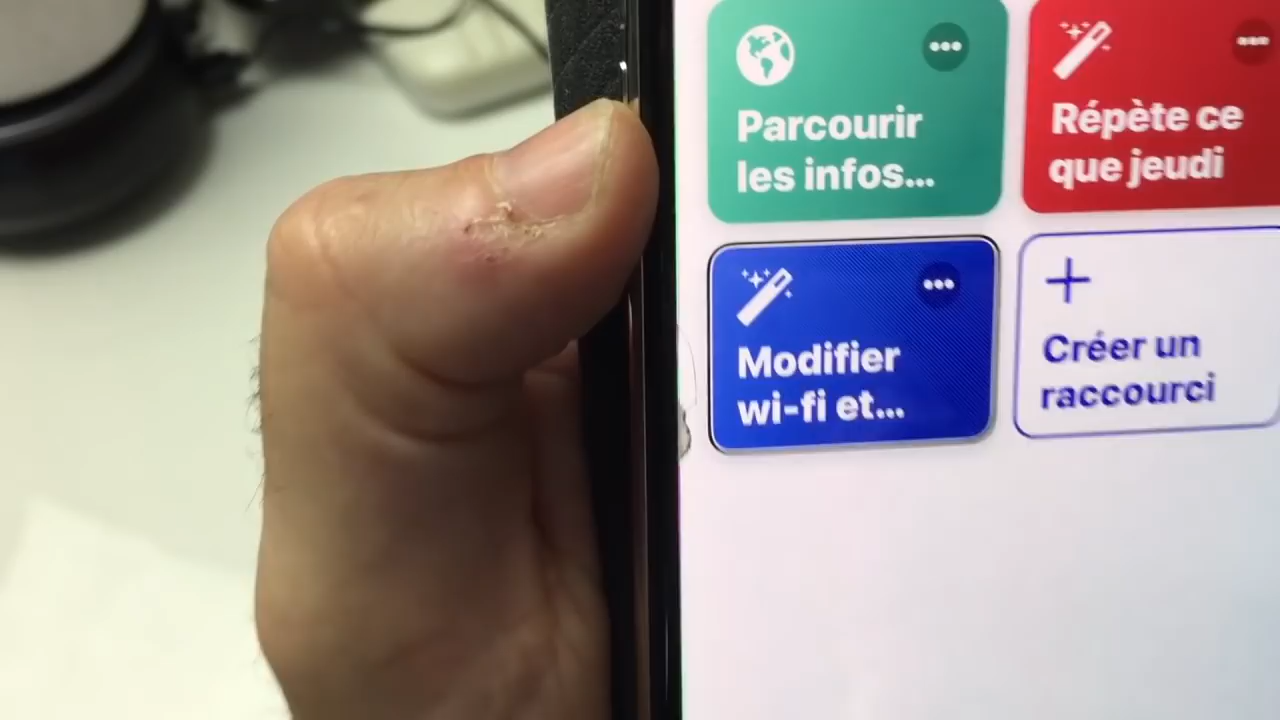 Parcourir
les infos...
Répète ce
que jeudi
Modifier
wi-fi et...
Créer un
raccourci